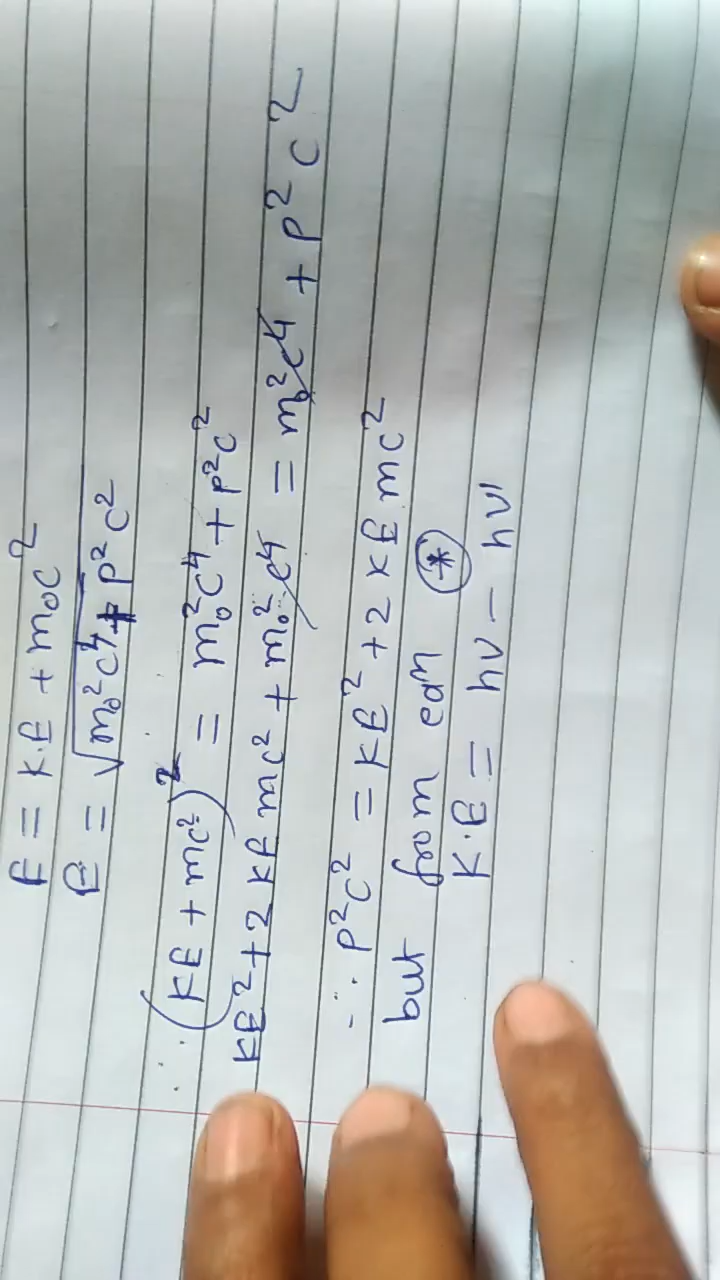 E = K.E + m₀c²
E = √m₀²c⁴ + p²c²
∴ (KE + mc²)² = m₀²c⁴ + p²c²
KE² + 2 KE mc² + m₀²c⁴ = m₀²c⁴ + p²c²
∴ p²c² = KE² + 2 KE mc²
but from eqn (*)
K.E = hν − hν'